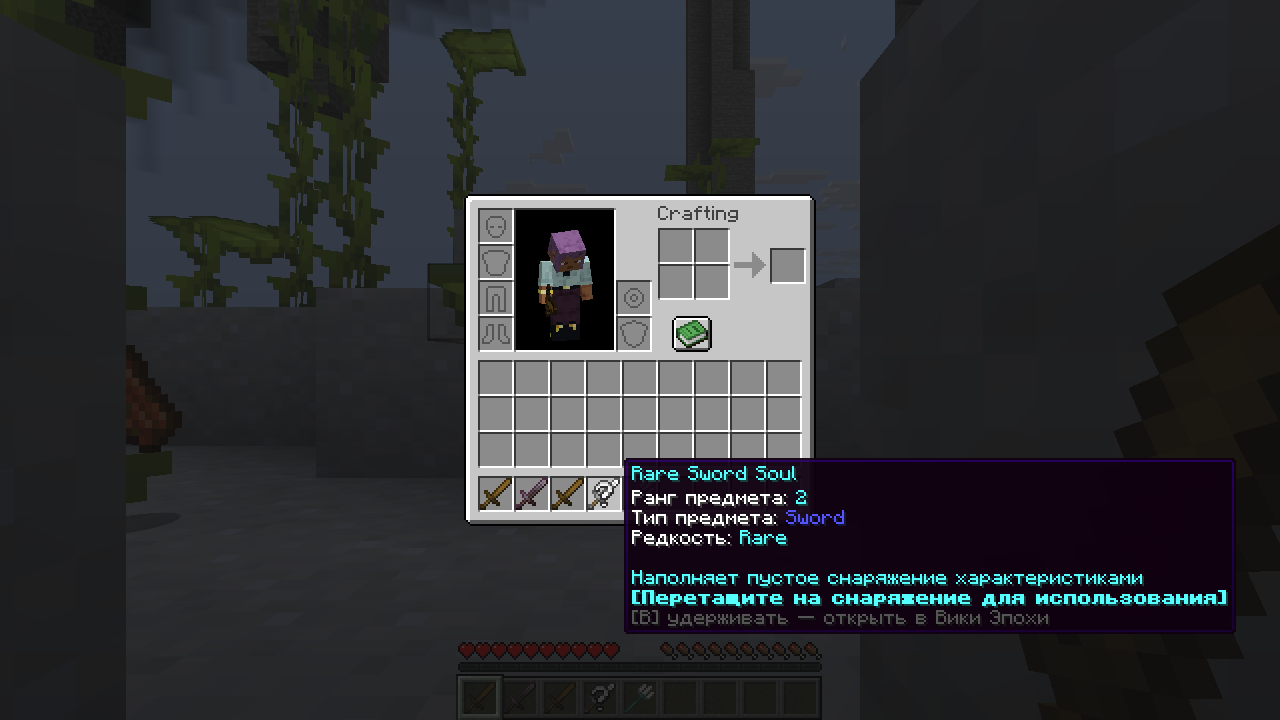 Crafting
Rare Sword Soul
Ранг предмета: 2
Тип предмета: Sword
Редкость: Rare
Наполняет пустое снаряжение характеристиками
[Перетащите на снаряжение для использования]
[B] удерживать — открыть в Вики Эпохи